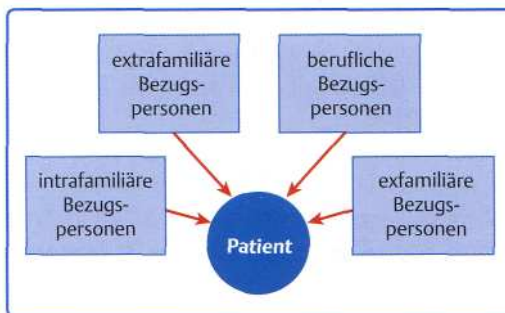 extrafamiliäre
Bezugs-
personen
berufliche
Bezugs-
personen
intrafamiliäre
Bezugs-
personen
exfamiliäre
Bezugs-
personen
Patient